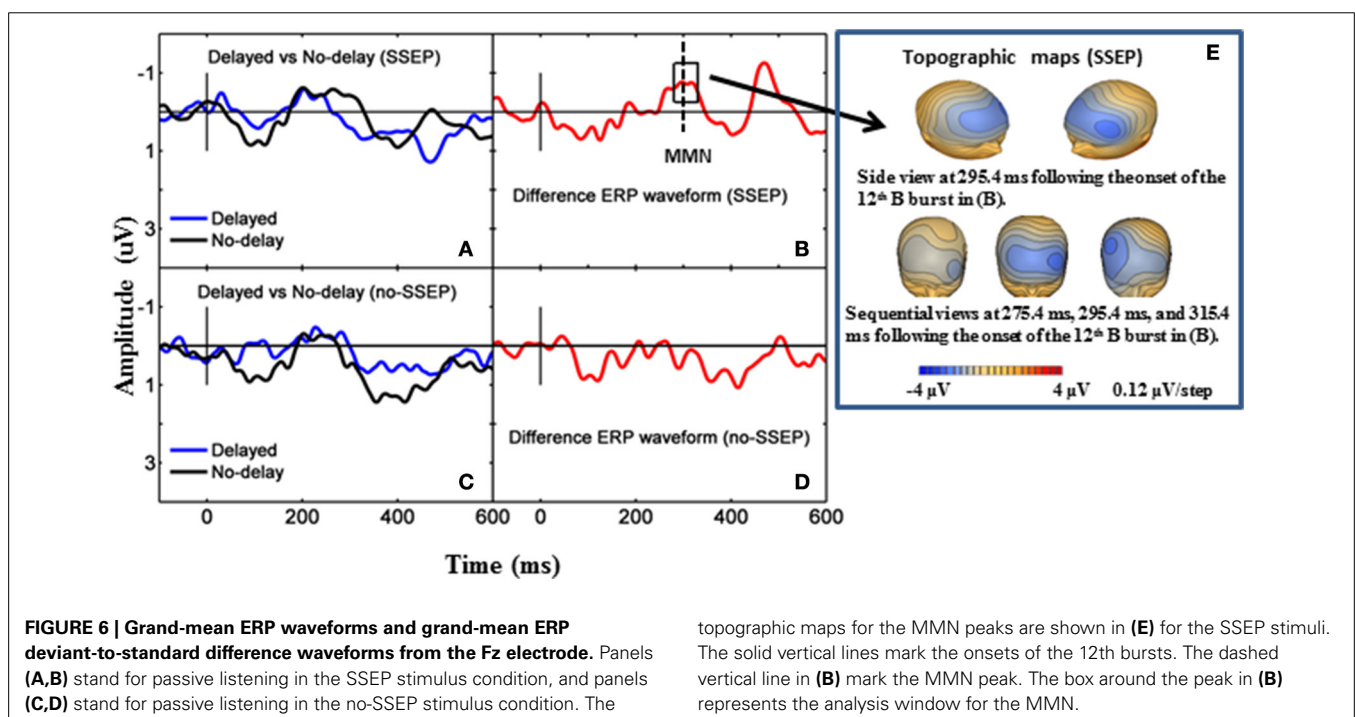 Delayed vs No-delay (SSEP)
-1
1
3
Delayed
No-delay
A
MMN
Difference ERP waveform (SSEP)
B
Topographic maps (SSEP)
E
Side view at 295.4 ms following the onset of the
12th B burst in (B).
Sequential views at 275.4 ms, 295.4 ms, and 315.4
ms following the onset of the 12th B burst in (B).
-4 μV 4 μV 0.12 μV/step
Amplitude (uV)
Delayed vs No-delay (no-SSEP)
-1
1
3
Delayed
No-delay
C
Difference ERP waveform (no-SSEP)
D
0 200 400 600 0 200 400 600
Time (ms)
FIGURE 6 | Grand-mean ERP waveforms and grand-mean ERP
deviant-to-standard difference waveforms from the Fz electrode. Panels
(A,B) stand for passive listening in the SSEP stimulus condition, and panels
(C,D) stand for passive listening in the no-SSEP stimulus condition. The
topographic maps for the MMN peaks are shown in (E) for the SSEP stimuli.
The solid vertical lines mark the onsets of the 12th bursts. The dashed
vertical line in (B) mark the MMN peak. The box around the peak in (B)
represents the analysis window for the MMN.